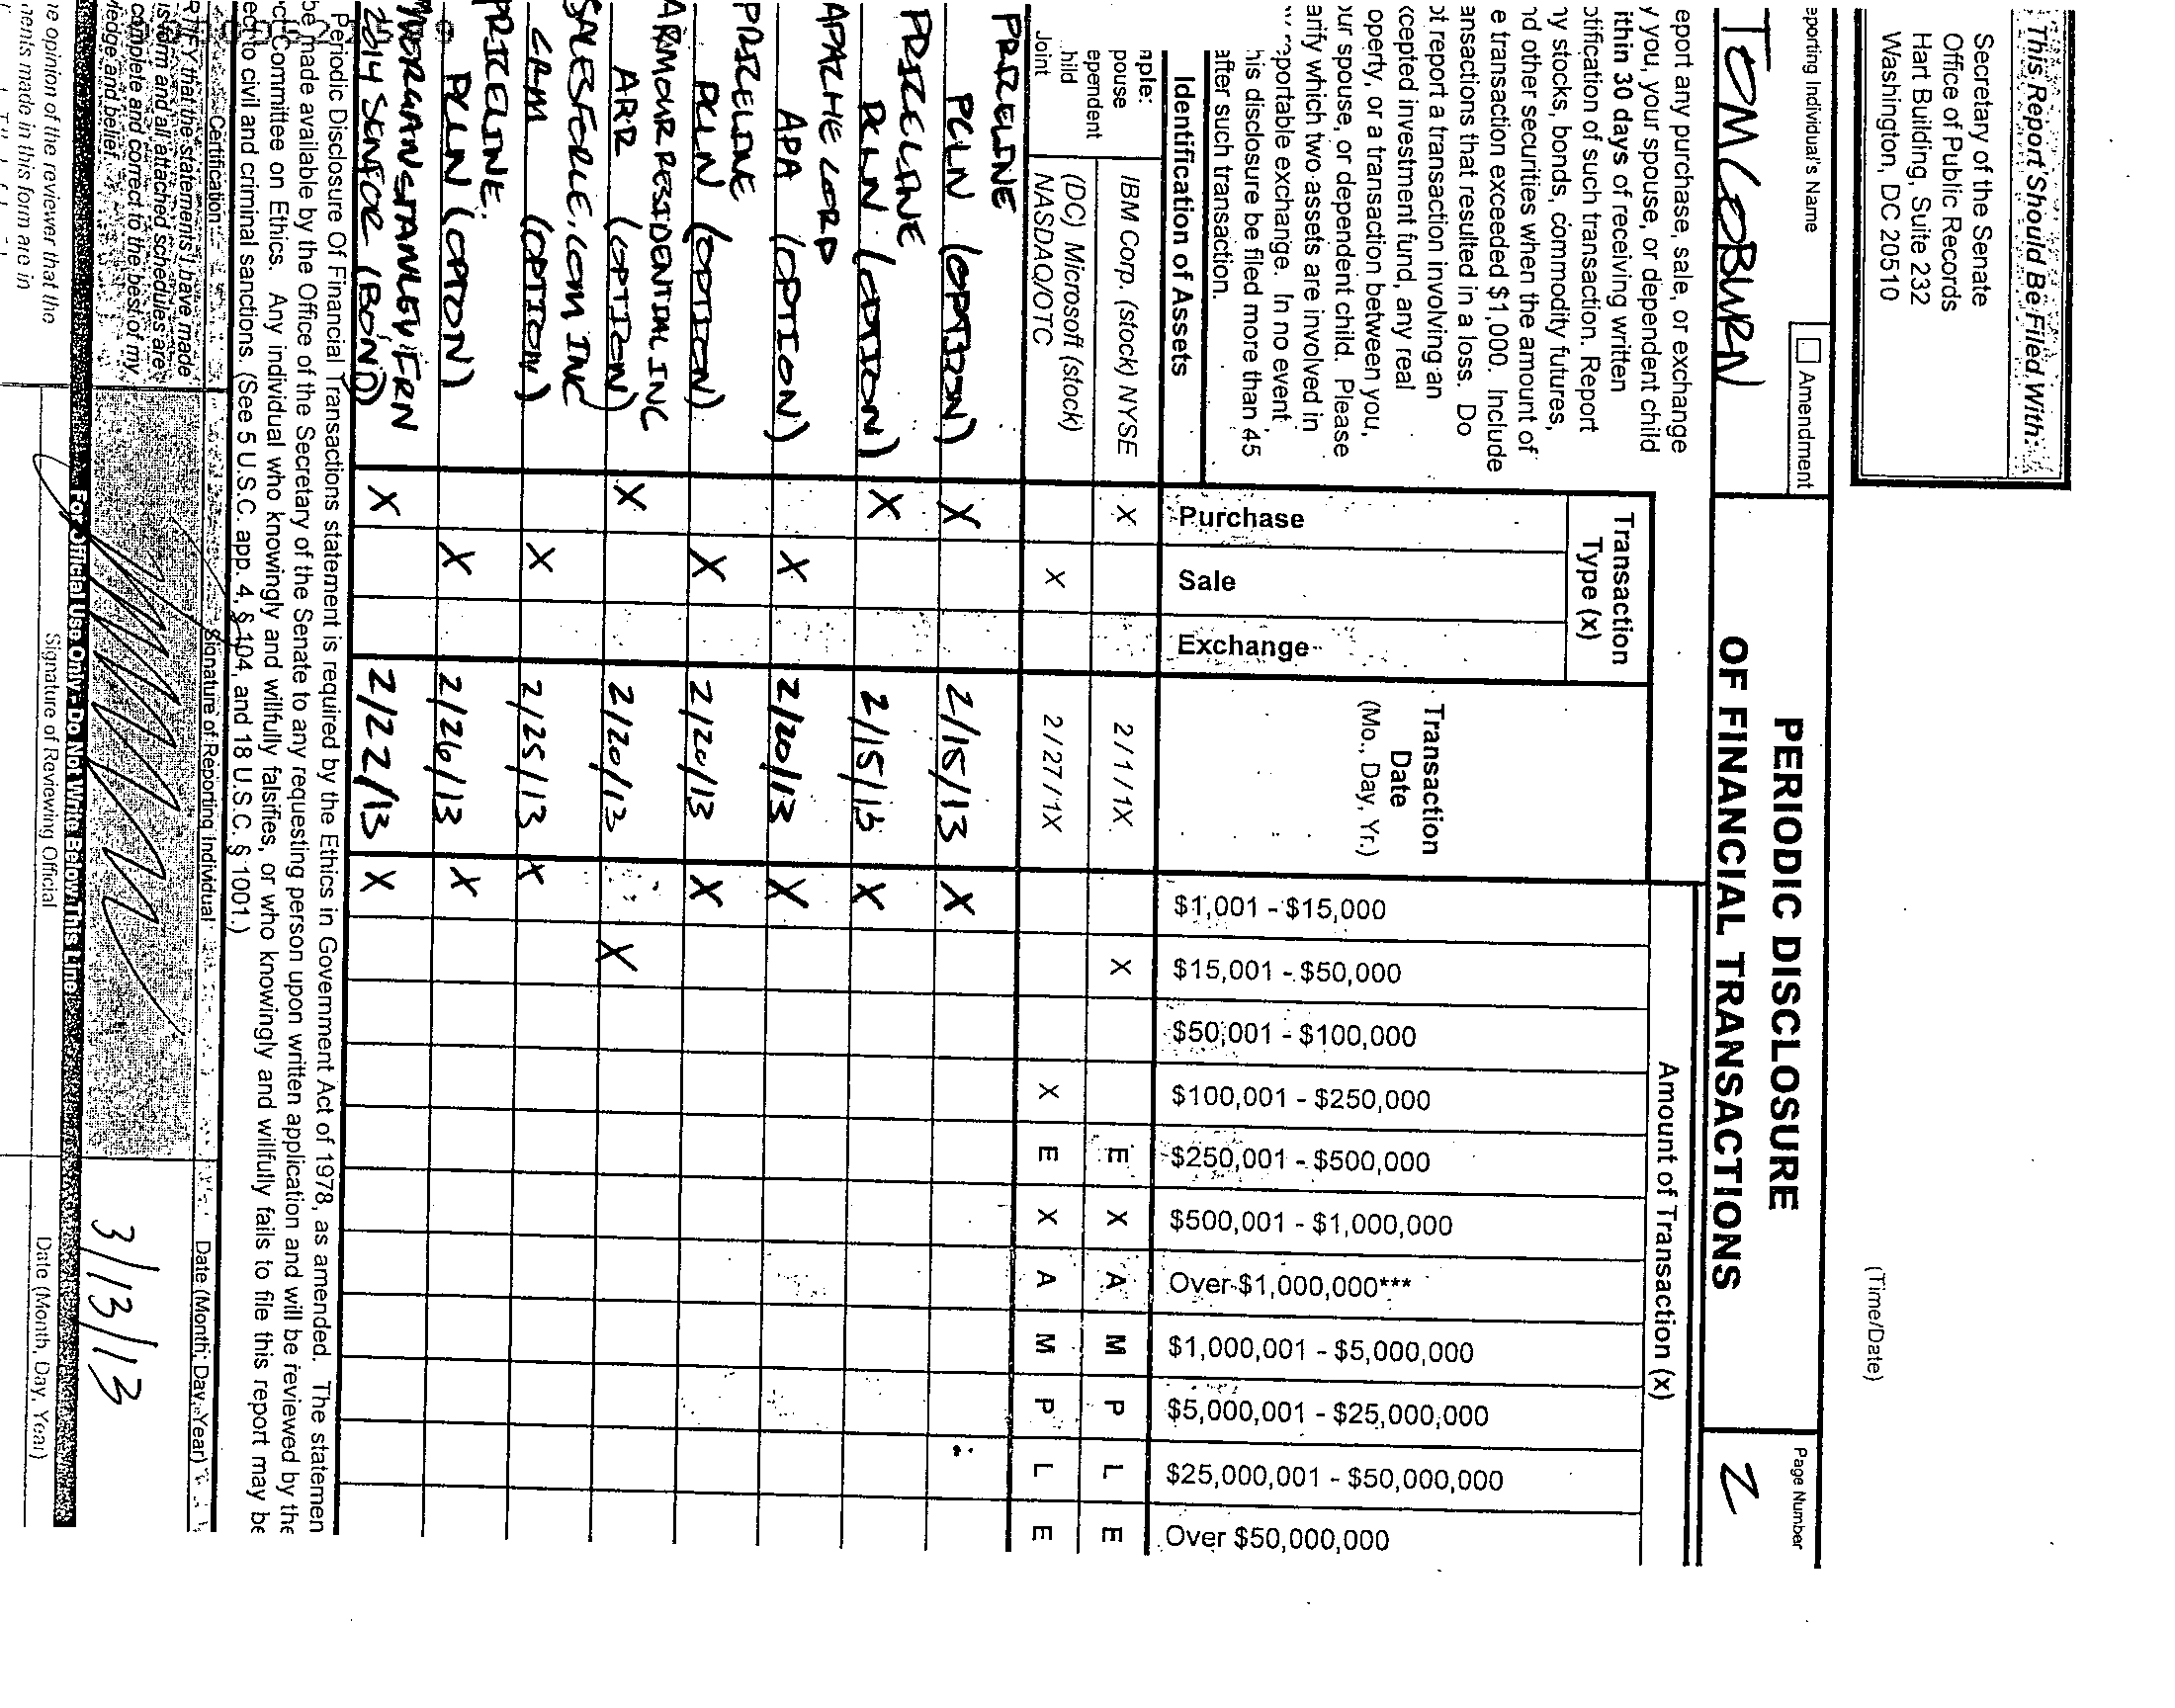 This Report Should Be Filed With:
Secretary of the Senate
Office of Public Records
Hart Building, Suite 232
Washington, DC 20510
(Time/Date)
eporting Individual's Name
Amendment
TOM COBURN
PERIODIC DISCLOSURE
OF FINANCIAL TRANSACTIONS
Page Number
2
eport any purchase, sale, or exchange
y you, your spouse, or dependent child
ithin 30 days of receiving written
otification of such transaction. Report
ny stocks, bonds, commodity futures,
nd other securities when the amount of
e transaction exceeded $1,000. Include
ansactions that resulted in a loss. Do
ot report a transaction involving an
xcepted investment fund, any real
operty, or a transaction between you,
our spouse, or dependent child. Please
arify which two assets are involved in
reportable exchange. In no event
his disclosure be filed more than 45
after such transaction.
Identification of Assets
Transaction
Type (x)
Purchase
Sale
Exchange
Transaction
Date
(Mo., Day, Yr.)
Amount of Transaction (x)
$1,001 - $15,000
$15,001 - $50,000
$50,001 - $100,000
$100,001 - $250,000
$250,001 - $500,000
$500,001 - $1,000,000
Over $1,000,000***
$1,000,001 - $5,000,000
$5,000,001 - $25,000,000
$25,000,001 - $50,000,000
Over $50,000,000
mple:
pouse
ependent
hild
Joint
IBM Corp. (stock) NYSE X 2/1/1X X E X A M P L E
(DC) Microsoft (stock)
NASDAQ/OTC X 2/27/1X X E X A M P L E
PRICELINE
PCLN (OPTION) X 2/15/13 X
PRICELINE
PCLN (OPTION) X 2/15/13 X
APACHE CORP
APA (OPTION) X 2/20/13 X
PRICELINE
PCLN (OPTION) X 2/20/13 X
ARMOUR RESIDENTIAL INC
ARR (OPTION) X 2/20/13 X
SALESFORCE.COM INC
CRM (OPTION) X 2/25/13 X
PRICELINE.
PCLN (OPTON) X 2/26/13 X
MORGAN STANLEY FRN
2014 SENIOR (BOND) X 2/22/13 X
Periodic Disclosure Of Financial Transactions statement is required by the Ethics in Government Act of 1978, as amended. The statemen
be made available by the Office of the Secretary of the Senate to any requesting person upon written application and will be reviewed by the
ct Committee on Ethics. Any individual who knowingly and willfully falsifies, or who knowingly and willfully fails to file this report may be
ect to civil and criminal sanctions. (See 5 U.S.C. app. 4, § 104, and 18 U.S.C. § 1001.)
Certification
Signature of Reporting Individual
Date (Month, Day, Year)
RTIFY that the statements I have made
is form and all attached schedules are
complete and correct to the best of my
ledge and belief.
3/13/13
For Official Use Only - Do Not Write Below This Line
he opinion of the reviewer that the
ments made in this form are in
Signature of Reviewing Official
Date (Month, Day, Year)